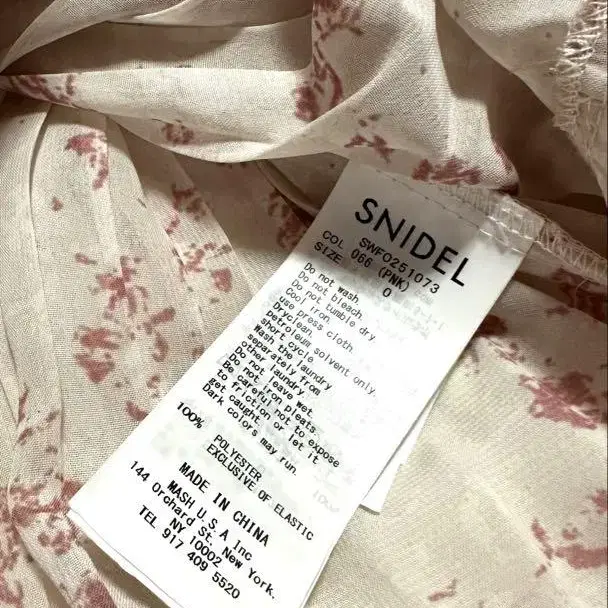 SNIDEL
SWFO251073
COL 066 (PNK)
SIZE 0
Do not wash
Do not bleach
Do not tumble dry
Cool iron
use press cloth
Dryclean.
petroleum solvent only.
short cycle
Wash the laundry
separately from
other laundry.
Do not leave wet.
Do not iron pleats.
Be careful not to expose
to friction or let it
get caught.
Dark colors may run.
100% POLYESTER
EXCLUSIVE OF ELASTIC
MADE IN CHINA
MASH U.S.A Inc
144 Orchard St. New York.
NY 10002
TEL 917 409 5520